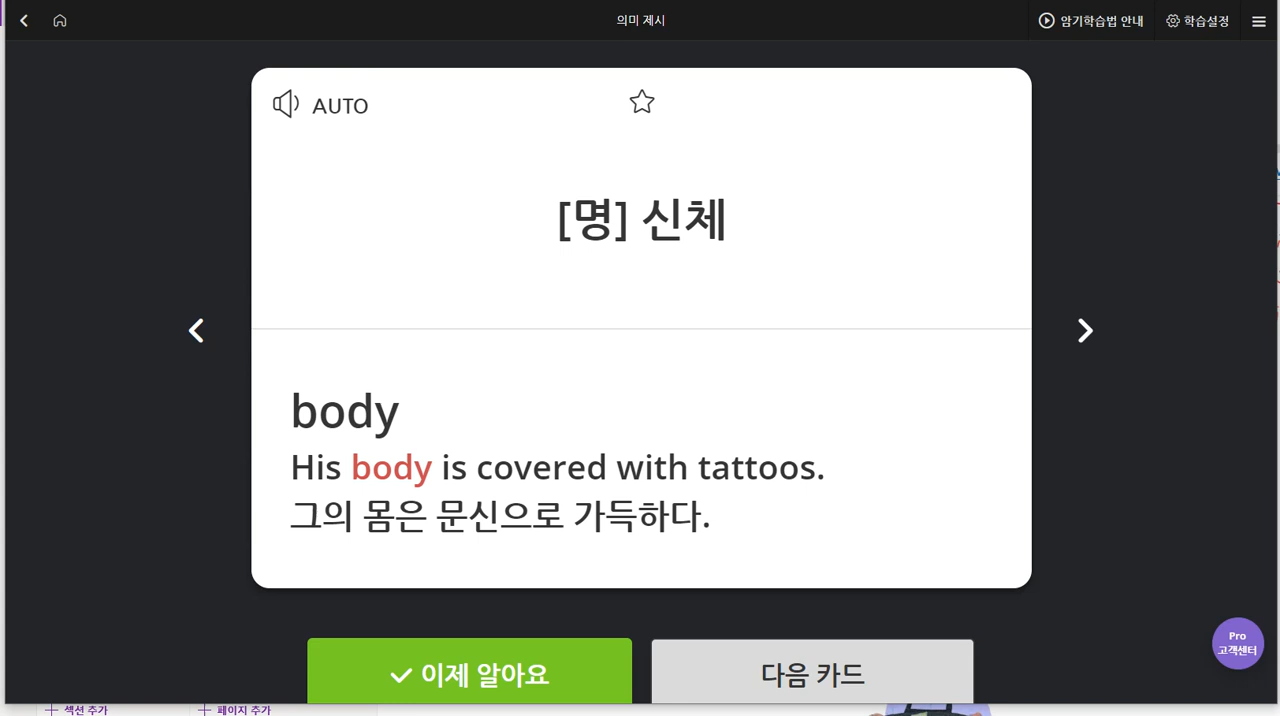 의미 제시
암기학습법 안내
학습설정
AUTO
[명] 신체
body
His body is covered with tattoos.
그의 몸은 문신으로 가득하다.
이제 알아요
다음 카드
Pro
고객센터
섹션 추가
페이지 추가